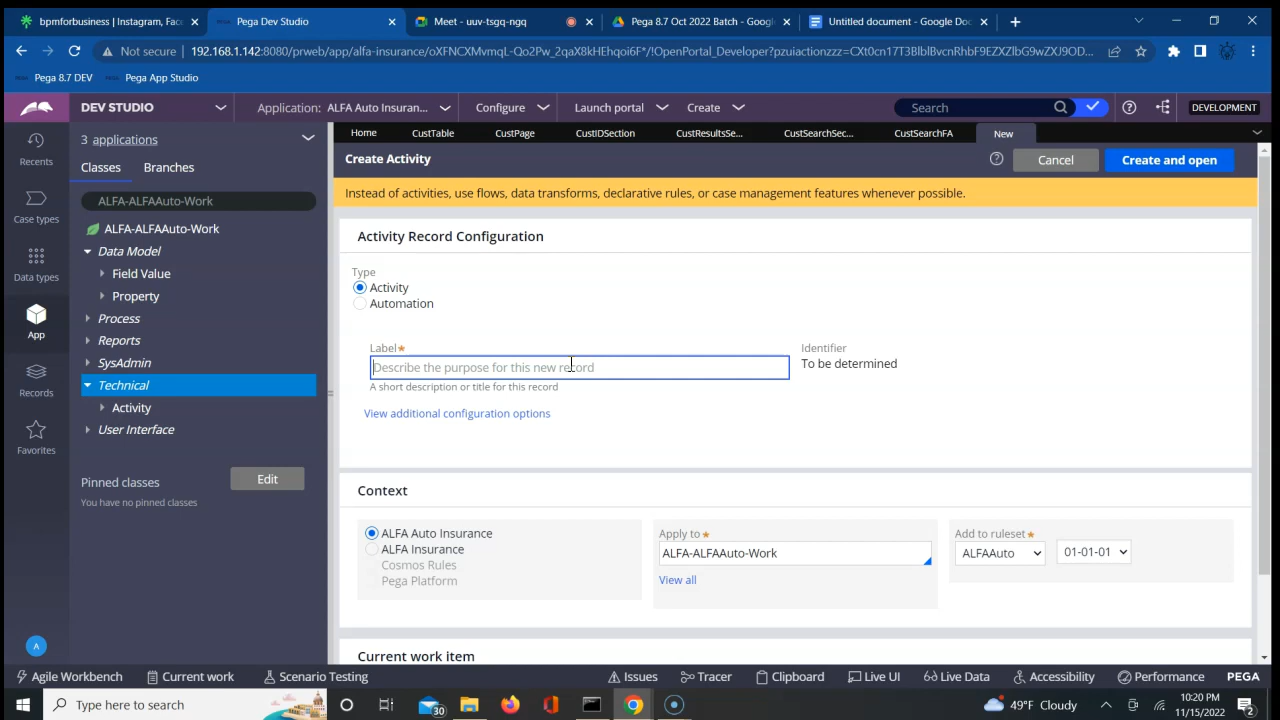 bpmforbusiness | Instagram, Fac
Pega Dev Studio
Meet - uuv-tsgq-ngq
Pega 8.7 Oct 2022 Batch - Googl
Untitled document - Google Doc
Not secure
192.168.1.142:8080/prweb/app/alfa-insurance/oXFNCXMvmqL-Qo2Pw_2qaX8kHEhqoi6F*/!OpenPortal_Developer?pzuiactionzzz=CXt0cn17T3BlblBvcnRhbF9EZXZlbG9wZXJ9OD...
Pega 8.7 DEV
Pega App Studio
DEV STUDIO
Application: ALFA Auto Insuran...
Configure
Launch portal
Create
Search
DEVELOPMENT
Recents
Case types
Data types
App
Records
Favorites
A
3 applications
Classes
Branches
ALFA-ALFAAuto-Work
ALFA-ALFAAuto-Work
Data Model
Field Value
Property
Process
Reports
SysAdmin
Technical
Activity
User Interface
Pinned classes
Edit
You have no pinned classes
Home
CustTable
CustPage
CustIDSection
CustResultsSe...
CustSearchSec...
CustSearchFA
New
Create Activity
Cancel
Create and open
Instead of activities, use flows, data transforms, declarative rules, or case management features whenever possible.
Activity Record Configuration
Type
Activity
Automation
Label★
Identifier
Describe the purpose for this new record
To be determined
A short description or title for this record
View additional configuration options
Context
ALFA Auto Insurance
ALFA Insurance
Cosmos Rules
Pega Platform
Apply to★
ALFA-ALFAAuto-Work
View all
Add to ruleset★
ALFAAuto
01-01-01
Current work item
Agile Workbench
Current work
Scenario Testing
Issues
Tracer
Clipboard
Live UI
Live Data
Accessibility
Performance
PEGA
Type here to search
30
49°F Cloudy
10:20 PM
11/15/2022
2